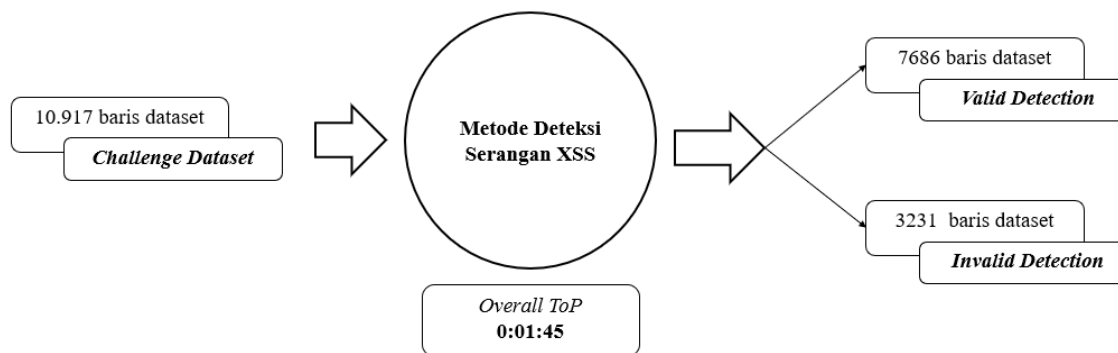 10.917 baris dataset
Challenge Dataset
Metode Deteksi
Serangan XSS
Overall ToP
0:01:45
7686 baris dataset
Valid Detection
3231 baris dataset
Invalid Detection